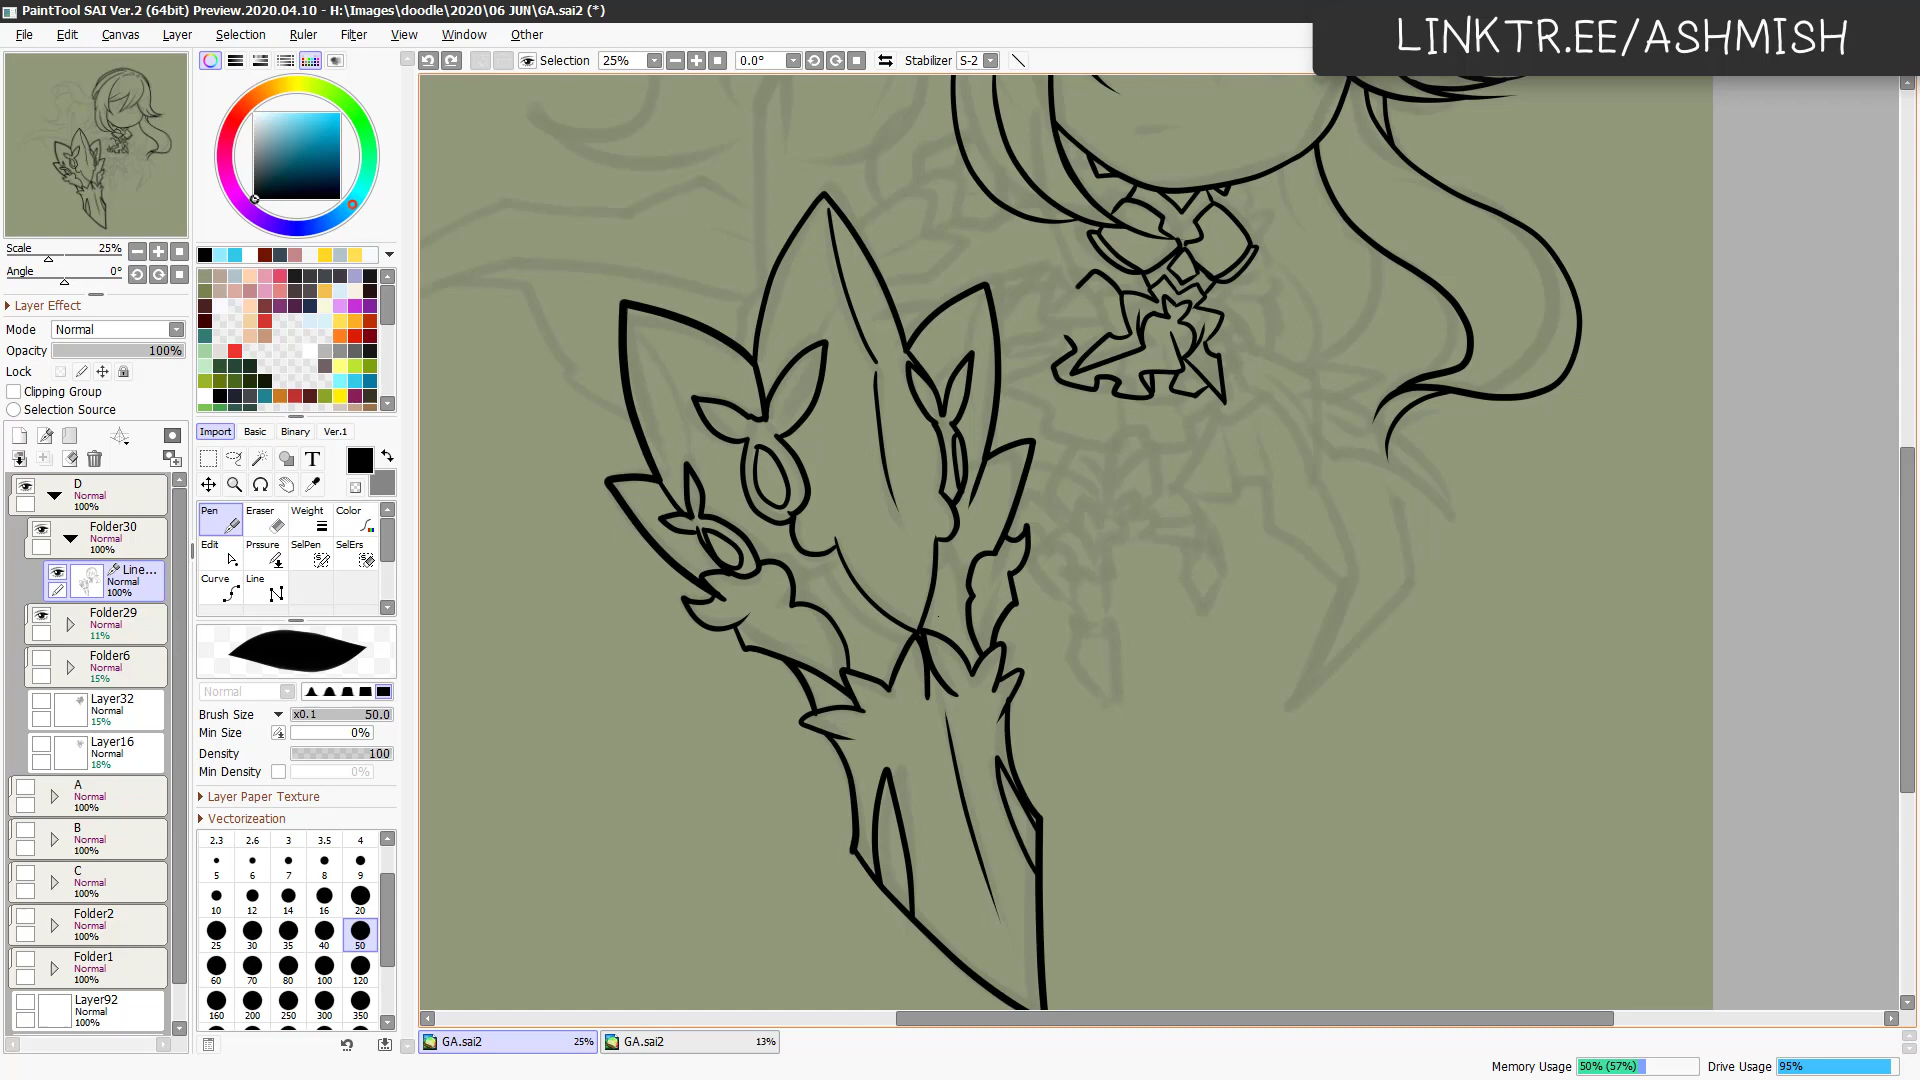 PaintTool SAI Ver.2 (64bit) Preview.2020.04.10 - H:\Images\doodle\2020\06 JUN\GA.sai2 (*)
LINKTR.EE/ASHMISH
File Edit Canvas Layer Selection Ruler Filter View Window Other
Selection 25% 0.0° Stabilizer S-2
Scale 25%
Angle 0°
Layer Effect
Mode Normal
Opacity 100%
Lock
Clipping Group
Selection Source
D
Normal
100%
Folder30
Normal
100%
Line...
Normal
100%
Folder29
Normal
11%
Folder6
Normal
15%
Layer32
Normal
15%
Layer16
Normal
18%
A
Normal
100%
B
Normal
100%
C
Normal
100%
Folder2
Normal
100%
Folder1
Normal
100%
Layer92
Normal
100%
Import Basic Binary Ver.1
T
Pen Eraser Weight Color
Edit Prssure SelPen SelErs
Curve Line
Normal
Brush Size x0.1 50.0
Min Size 0%
Density 100
Min Density 0%
Layer Paper Texture
Vectorizeation
2.3 2.6 3 3.5 4
5 6 7 8 9
10 12 14 16 20
25 30 35 40 50
60 70 80 100 120
160 200 250 300 350
GA.sai2 25% GA.sai2 13%
Memory Usage 50% (57%) Drive Usage 95%